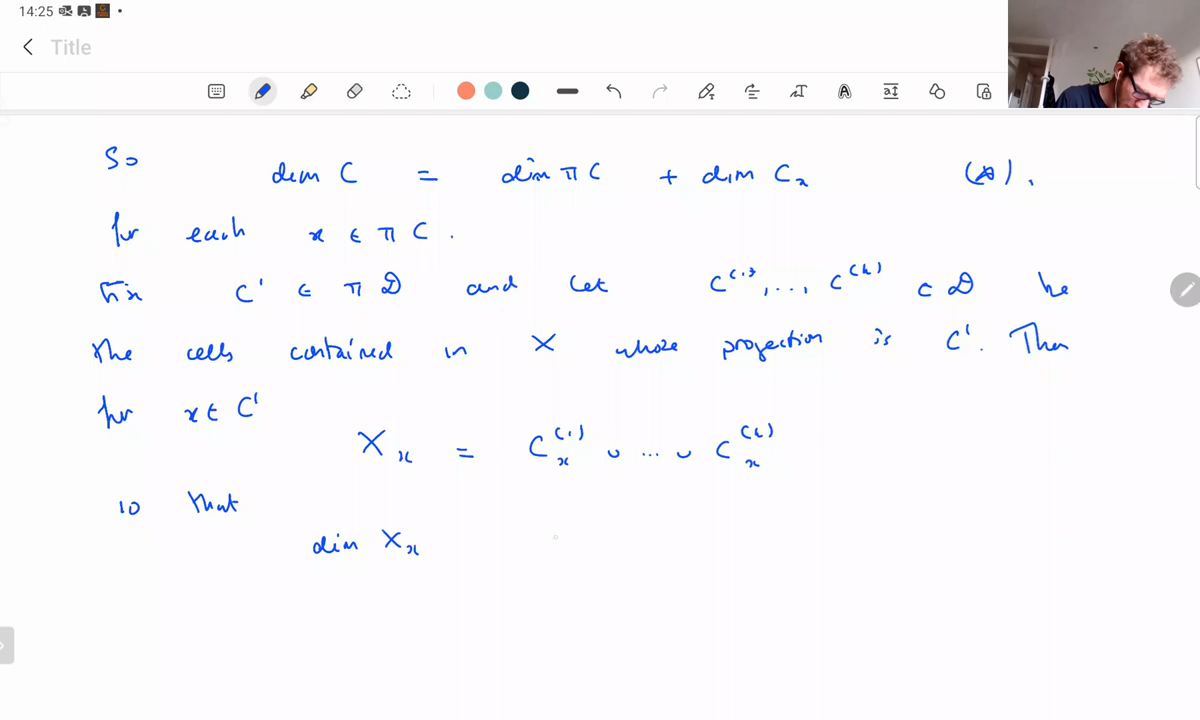 14:25
Title
So
dim C = dim π C + dim C_x (*).
for each x ∈ π C.
Fix C' ∈ π 𝒟 and let C^(1), ..., C^(k) ⊂ 𝒟 be
the cells contained in X whose projection is C'. Then
for x ∈ C'
X_x = C_x^(1) ∪ ... ∪ C_x^(k)
so that
dim X_x